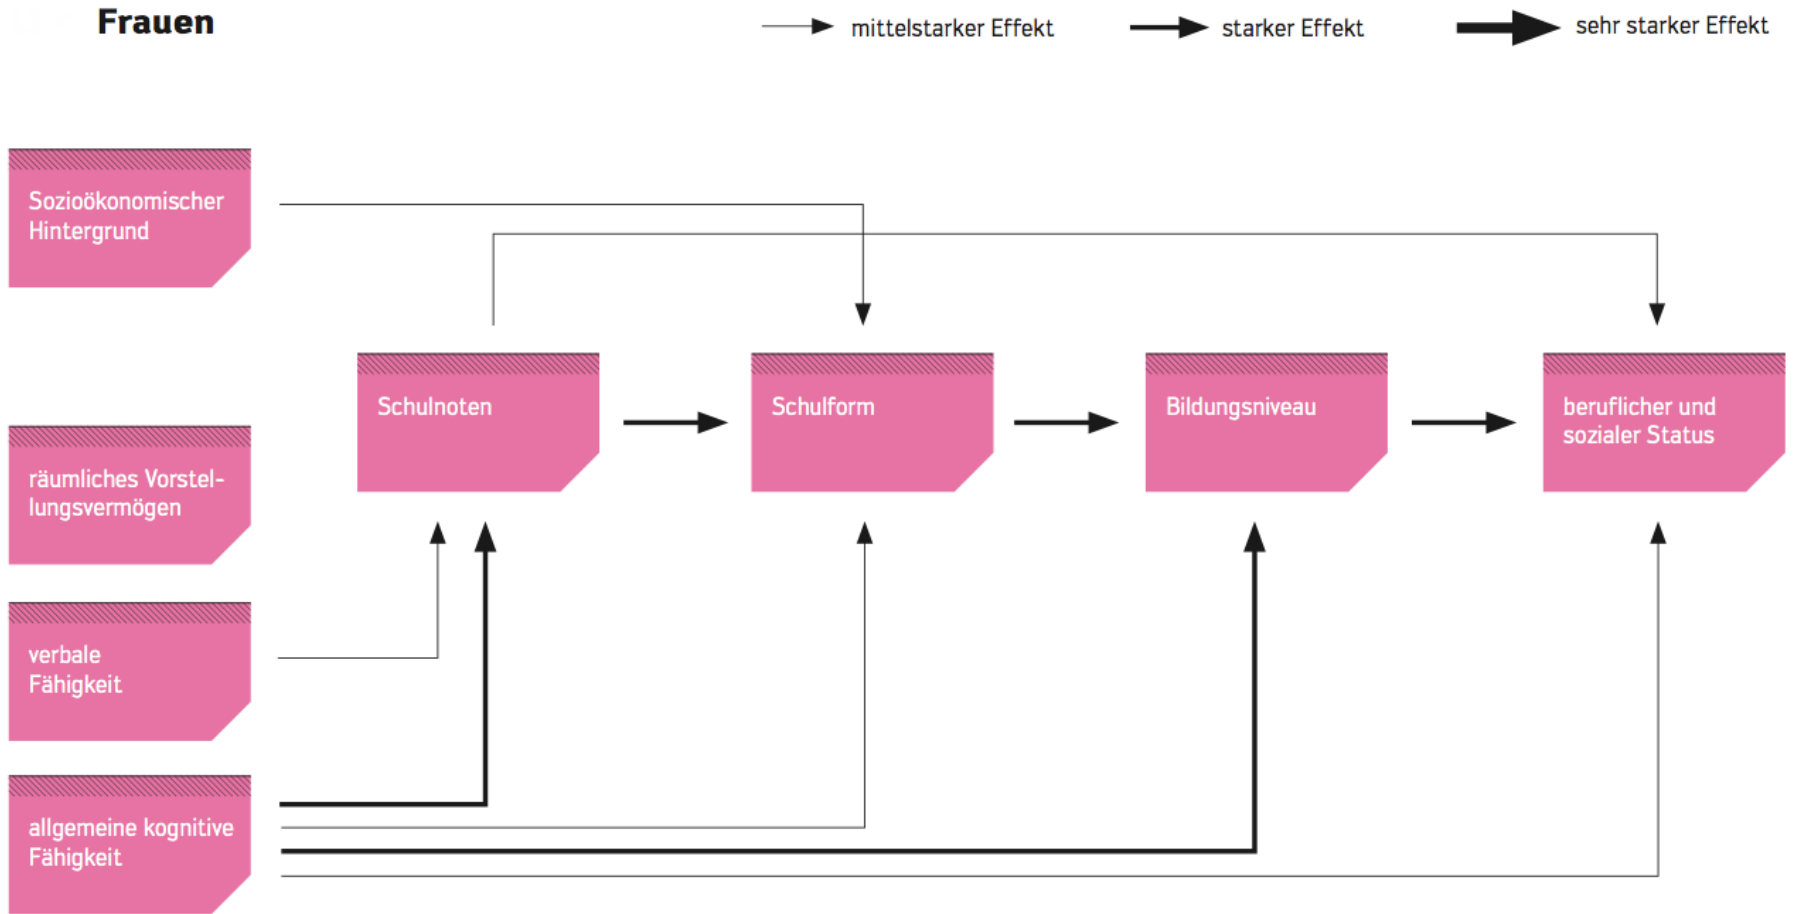 Frauen
mittelstarker Effekt
starker Effekt
sehr starker Effekt
Sozioökonomischer
Hintergrund
Schulnoten
Schulform
Bildungsniveau
beruflicher und
sozialer Status
räumliches Vorstel-
lungsvermögen
verbale
Fähigkeit
allgemeine kognitive
Fähigkeit